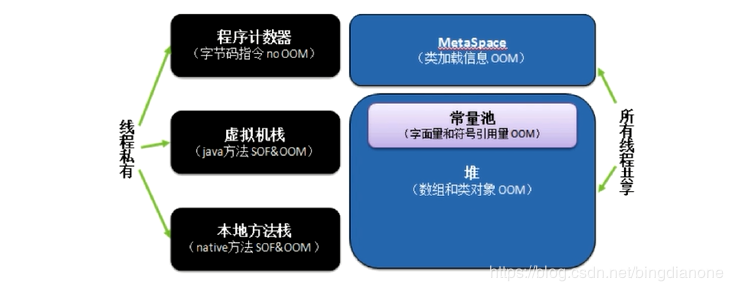 程序计数器
（字节码指令 no OOM）
MetaSpace
（类加载信息 OOM）
线程私有
虚拟机栈
（java方法 SOF&OOM）
常量池
（字面量和符号引用量 OOM）
所有线程共享
堆
（数组和类对象 OOM）
本地方法栈
（native方法 SOF&OOM ）
https://blog.csdn.net/bingdianone